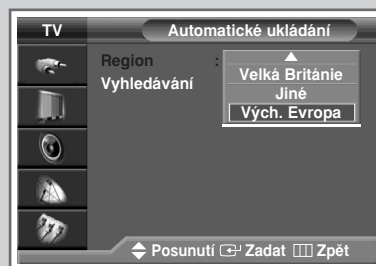 TV
Automatické ukládání
Region :
Velká Británie
Vyhledávání
Jiné
Vých. Evropa
Posunutí Zadat Zpět